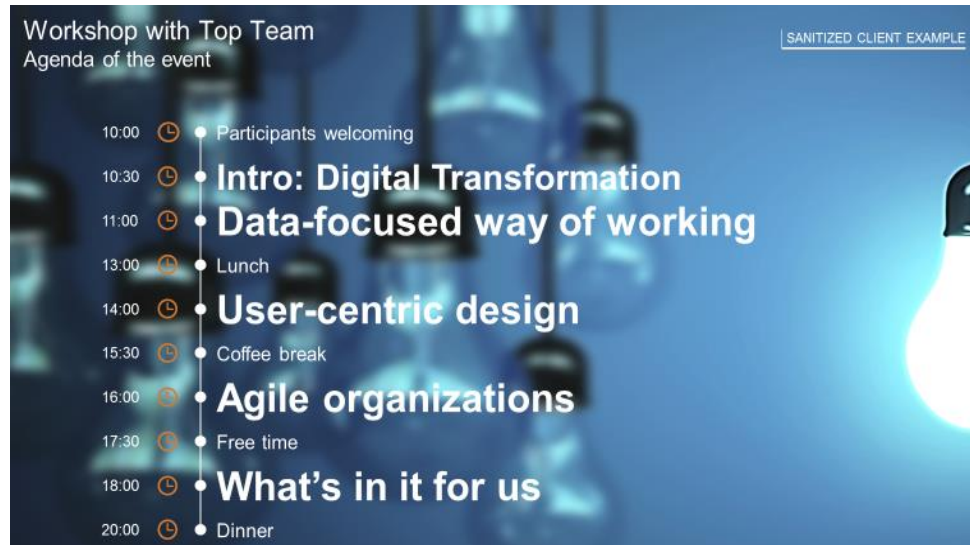 Workshop with Top Team
Agenda of the event
SANITIZED CLIENT EXAMPLE
10:00 Participants welcoming
10:30 Intro: Digital Transformation
11:00 Data-focused way of working
13:00 Lunch
14:00 User-centric design
15:30 Coffee break
16:00 Agile organizations
17:30 Free time
18:00 What’s in it for us
20:00 Dinner